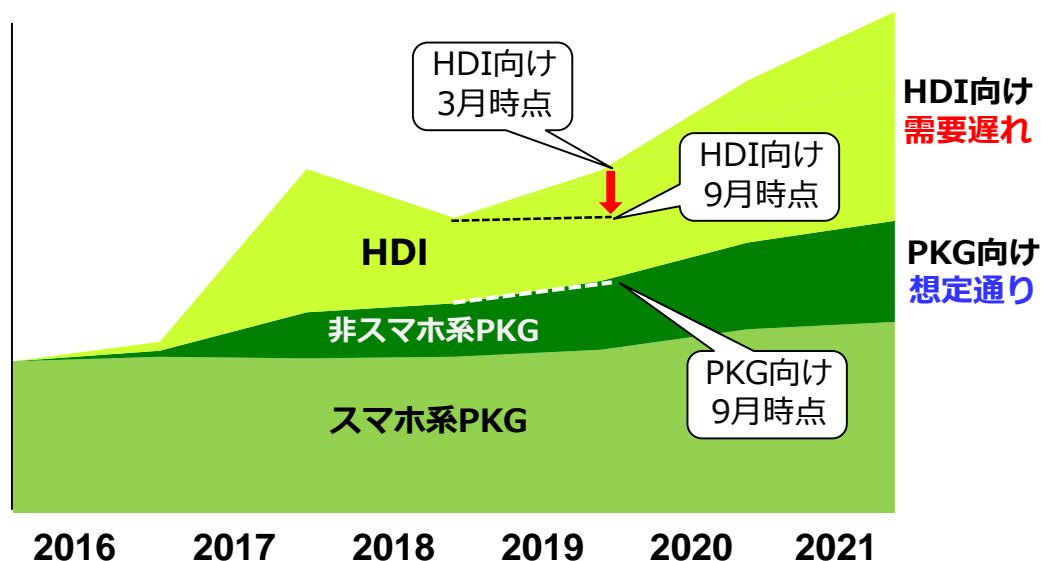 HDI向け
3月時点
HDI向け
9月時点
HDI向け
需要遅れ
HDI
非スマホ系PKG
PKG向け
想定通り
PKG向け
9月時点
スマホ系PKG
2016 2017 2018 2019 2020 2021